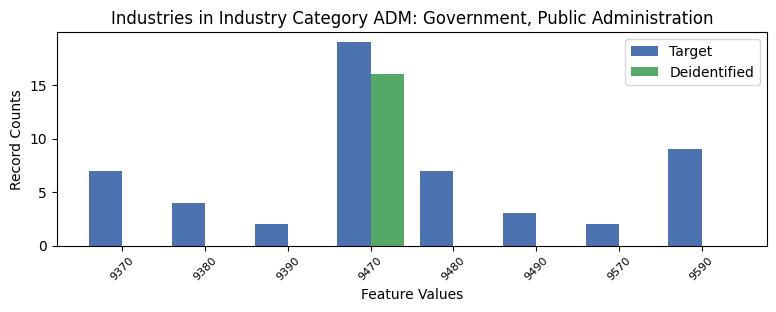 Industries in Industry Category ADM: Government, Public Administration
Target
Deidentified
Record Counts
15
10
5
0
9370 9380 9390 9470 9480 9490 9570 9590
Feature Values